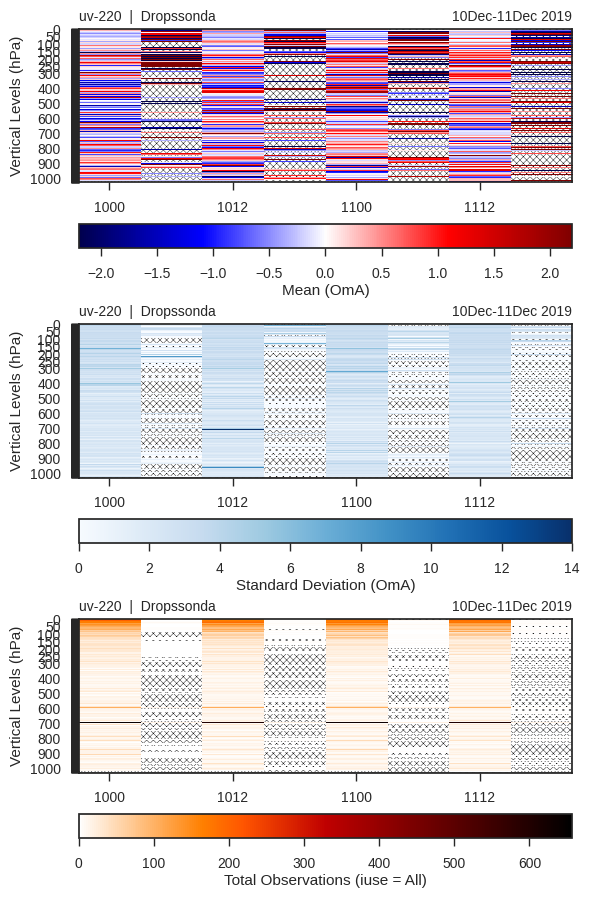 uv-220 | Dropssonda 10Dec-11Dec 2019
Vertical Levels (hPa)
0
50
100
150
200
250
300
400
500
600
700
800
900
1000
1000 1012 1100 1112
−2.0 −1.5 −1.0 −0.5 0.0 0.5 1.0 1.5 2.0
Mean (OmA)
uv-220 | Dropssonda 10Dec-11Dec 2019
Vertical Levels (hPa)
0
50
100
150
200
250
300
400
500
600
700
800
900
1000
1000 1012 1100 1112
0 2 4 6 8 10 12 14
Standard Deviation (OmA)
uv-220 | Dropssonda 10Dec-11Dec 2019
Vertical Levels (hPa)
0
50
100
150
200
250
300
400
500
600
700
800
900
1000
1000 1012 1100 1112
0 100 200 300 400 500 600
Total Observations (iuse = All)